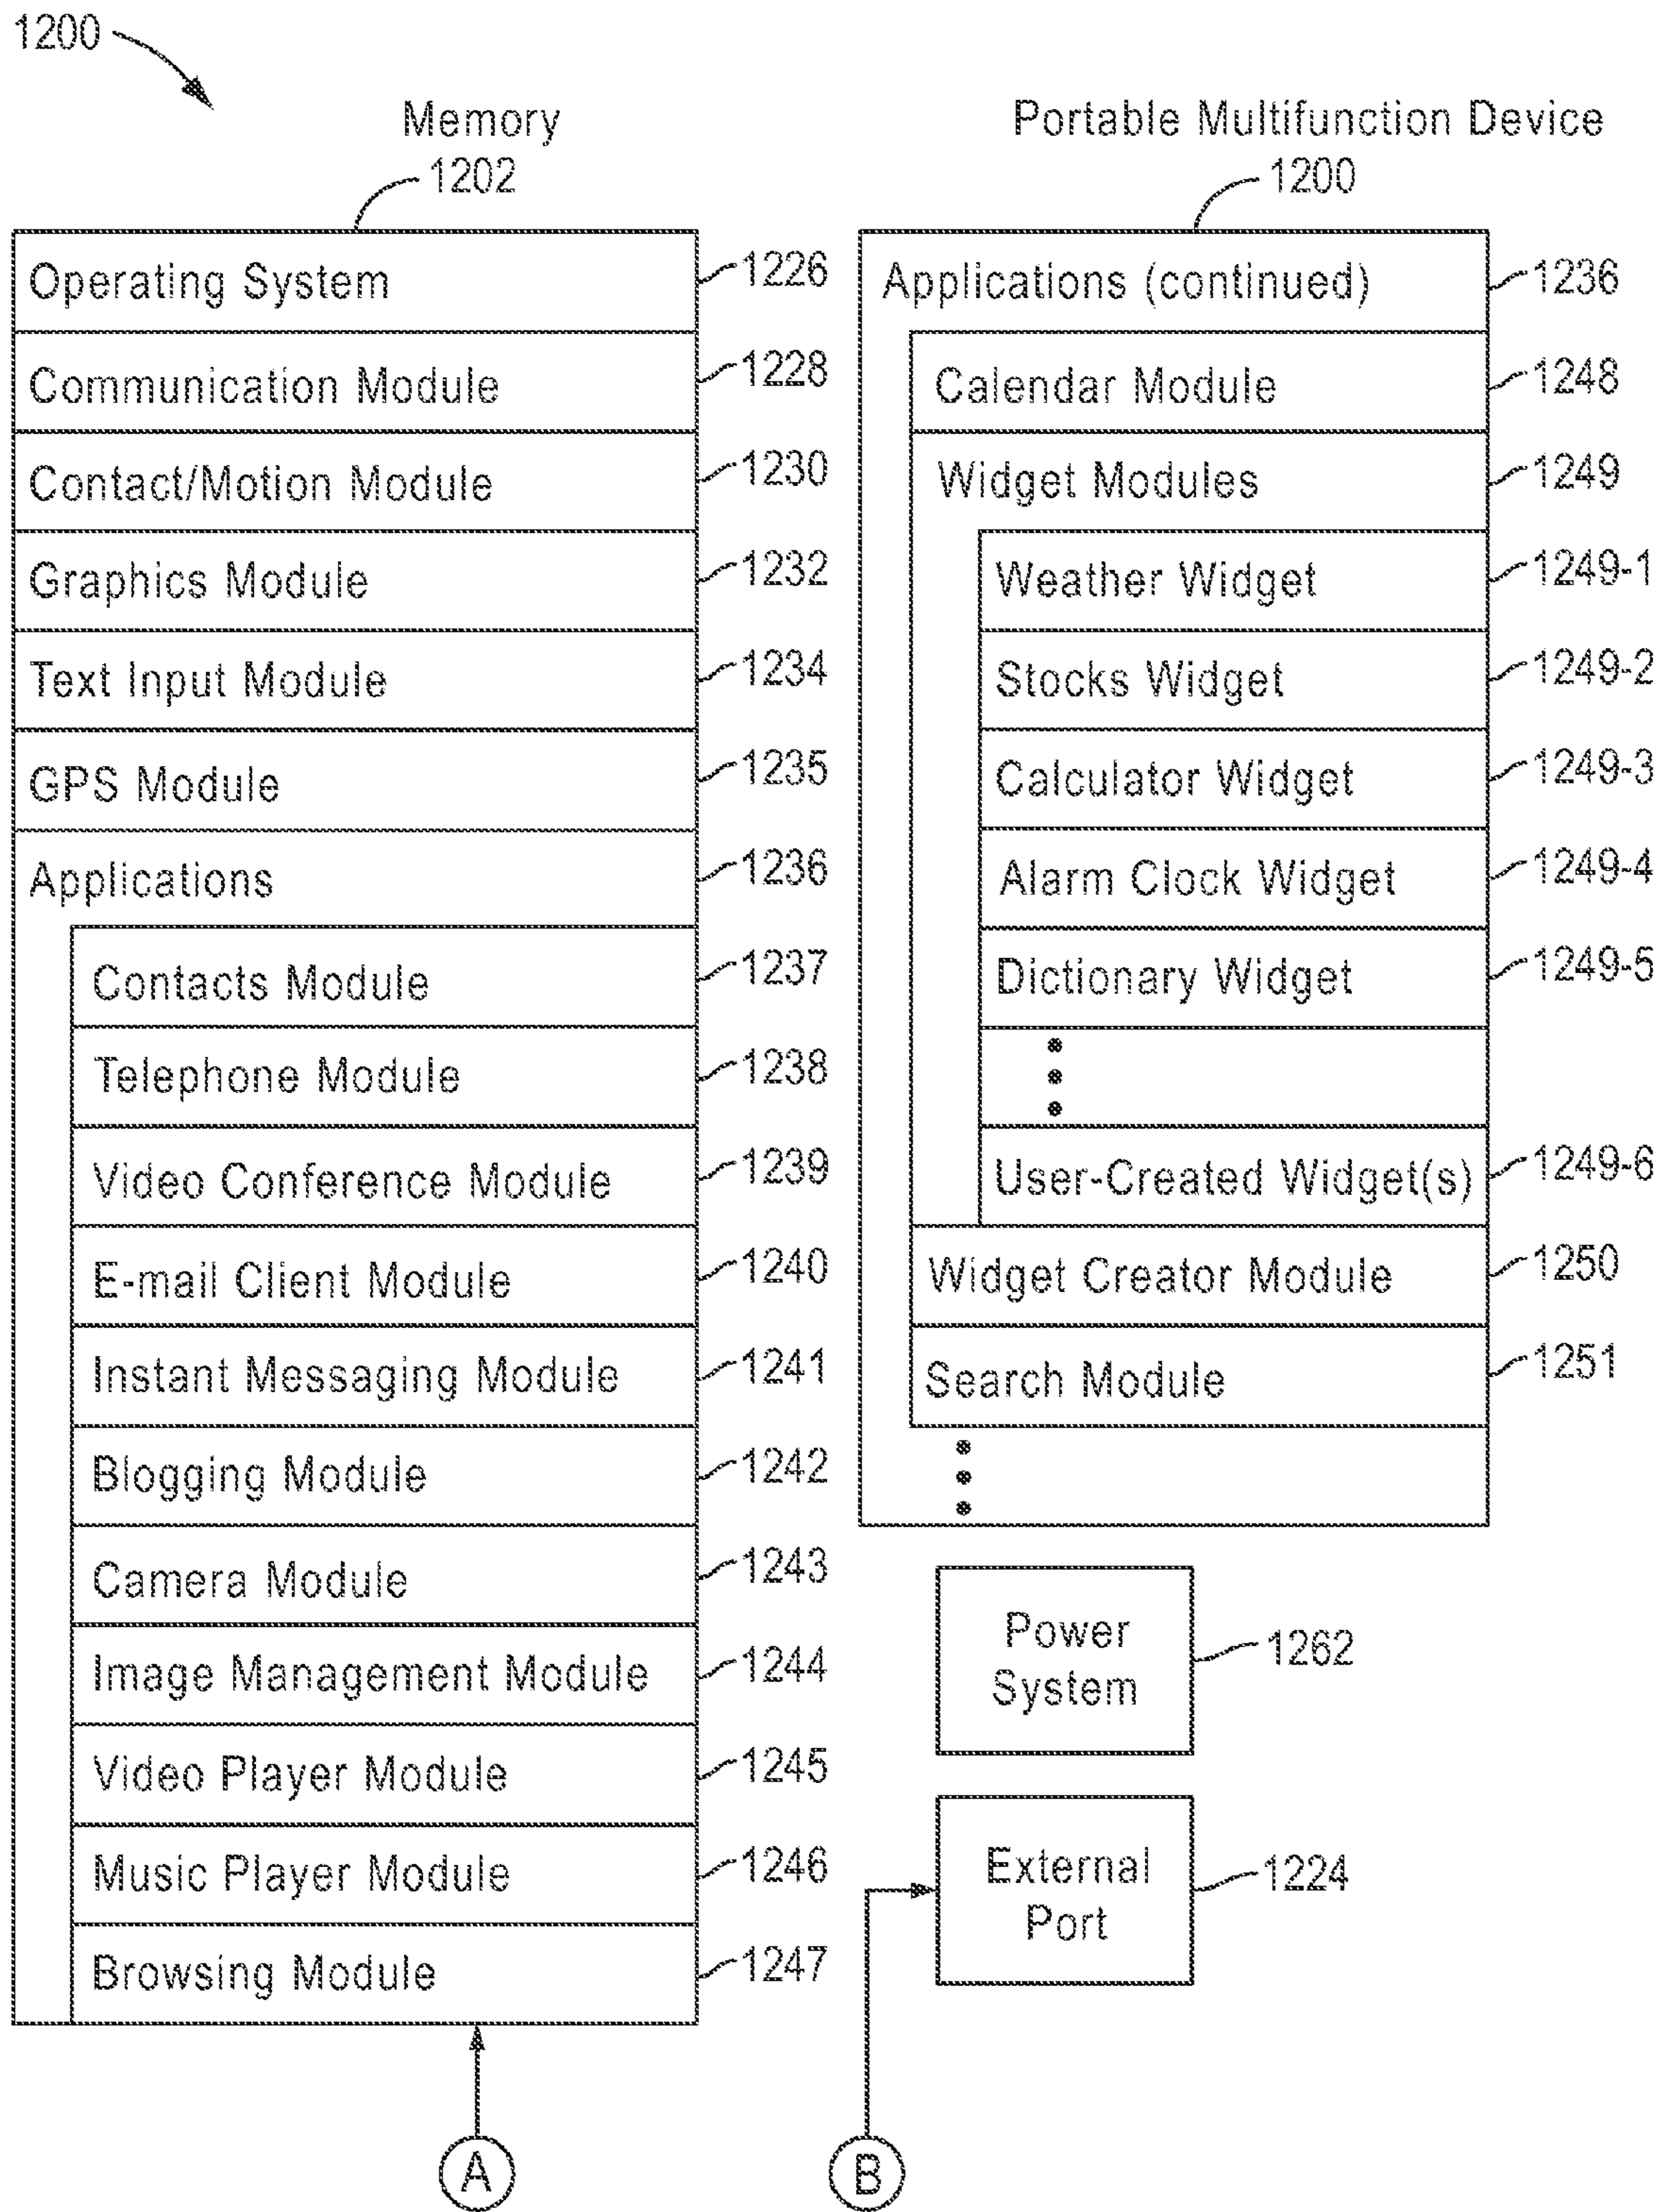 1200
Memory
1202
Operating System 1226
Communication Module 1228
Contact/Motion Module 1230
Graphics Module 1232
Text Input Module 1234
GPS Module 1235
Applications 1236
Contacts Module 1237
Telephone Module 1238
Video Conference Module 1239
E-mail Client Module 1240
Instant Messaging Module 1241
Blogging Module 1242
Camera Module 1243
Image Management Module 1244
Video Player Module 1245
Music Player Module 1246
Browsing Module 1247
A
Portable Multifunction Device
1200
Applications (continued) 1236
Calendar Module 1248
Widget Modules 1249
Weather Widget 1249-1
Stocks Widget 1249-2
Calculator Widget 1249-3
Alarm Clock Widget 1249-4
Dictionary Widget 1249-5
User-Created Widget(s) 1249-6
Widget Creator Module 1250
Search Module 1251
Power
System
1262
External
Port
1224
B